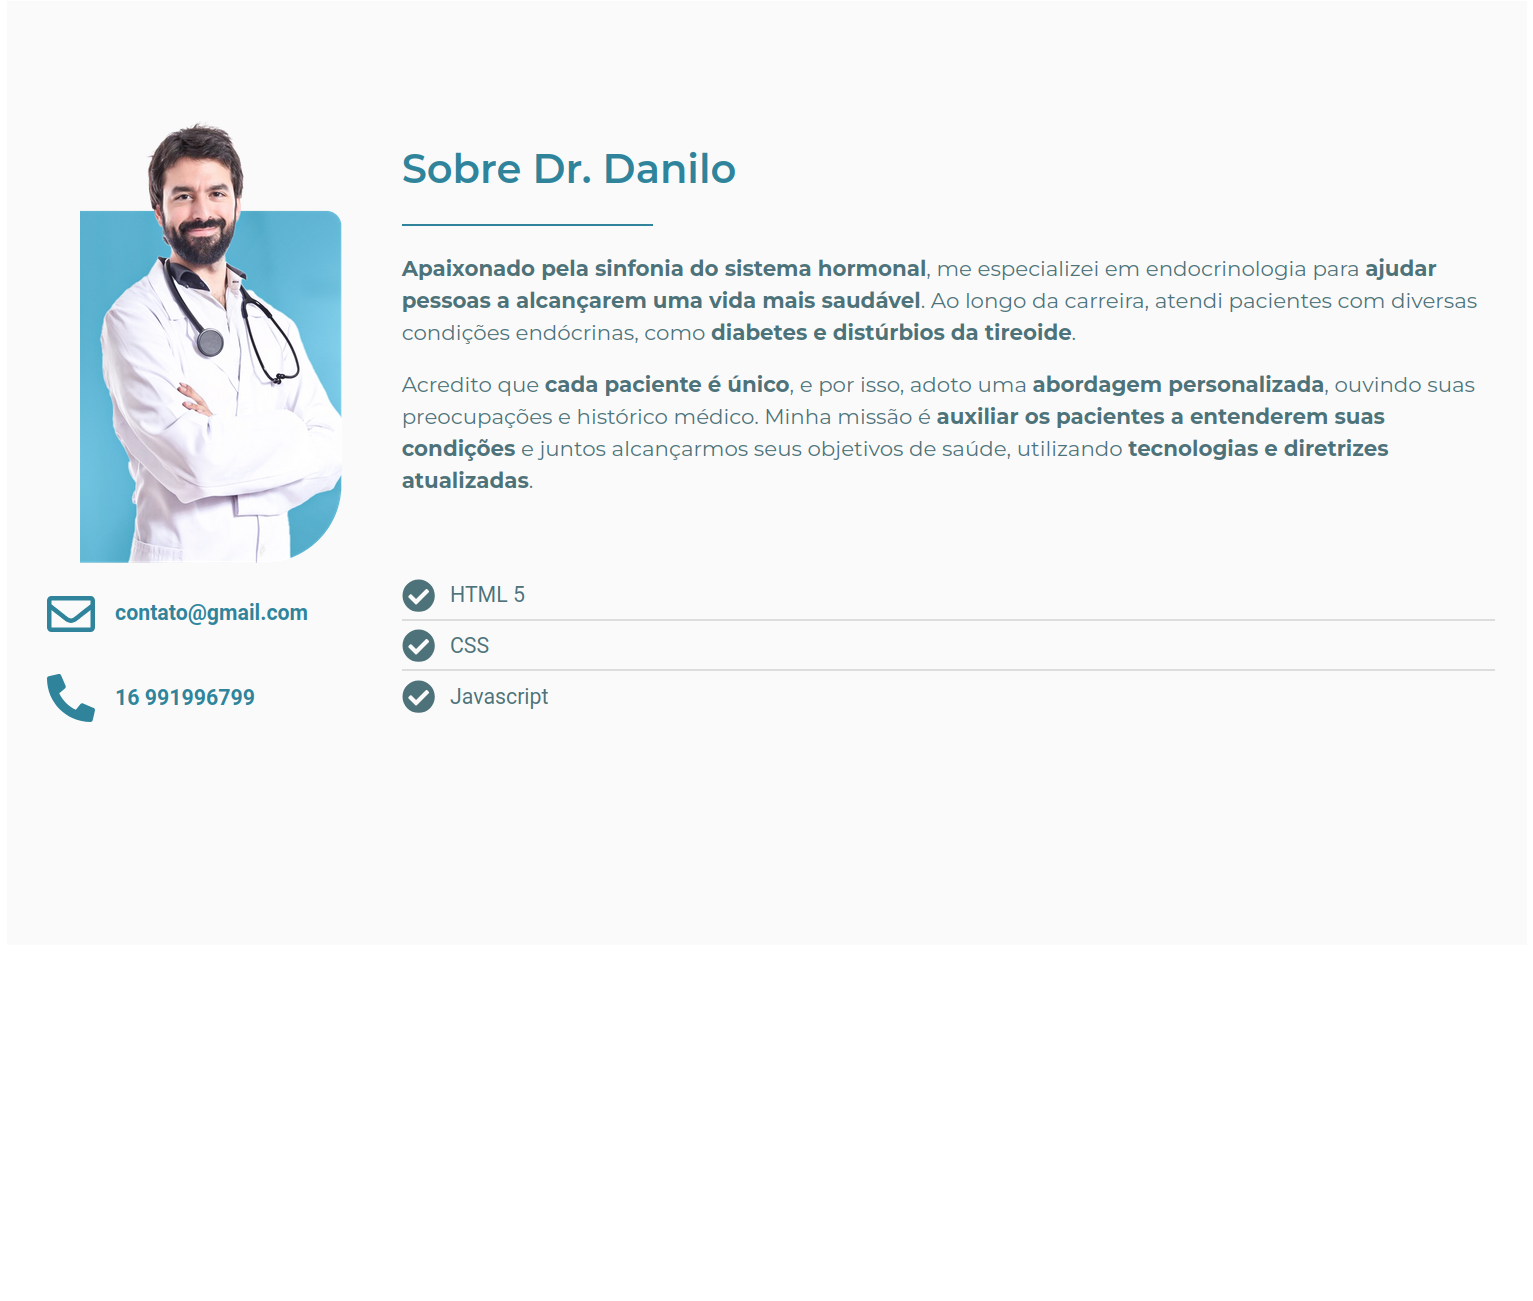 Sobre Dr. Danilo
Apaixonado pela sinfonia do sistema hormonal, me especializei em endocrinologia para ajudar
pessoas a alcançarem uma vida mais saudável. Ao longo da carreira, atendi pacientes com diversas
condições endócrinas, como diabetes e distúrbios da tireoide.
Acredito que cada paciente é único, e por isso, adoto uma abordagem personalizada, ouvindo suas
preocupações e histórico médico. Minha missão é auxiliar os pacientes a entenderem suas
condições e juntos alcançarmos seus objetivos de saúde, utilizando tecnologias e diretrizes
atualizadas.
contato@gmail.com
16 991996799
HTML 5
CSS
Javascript